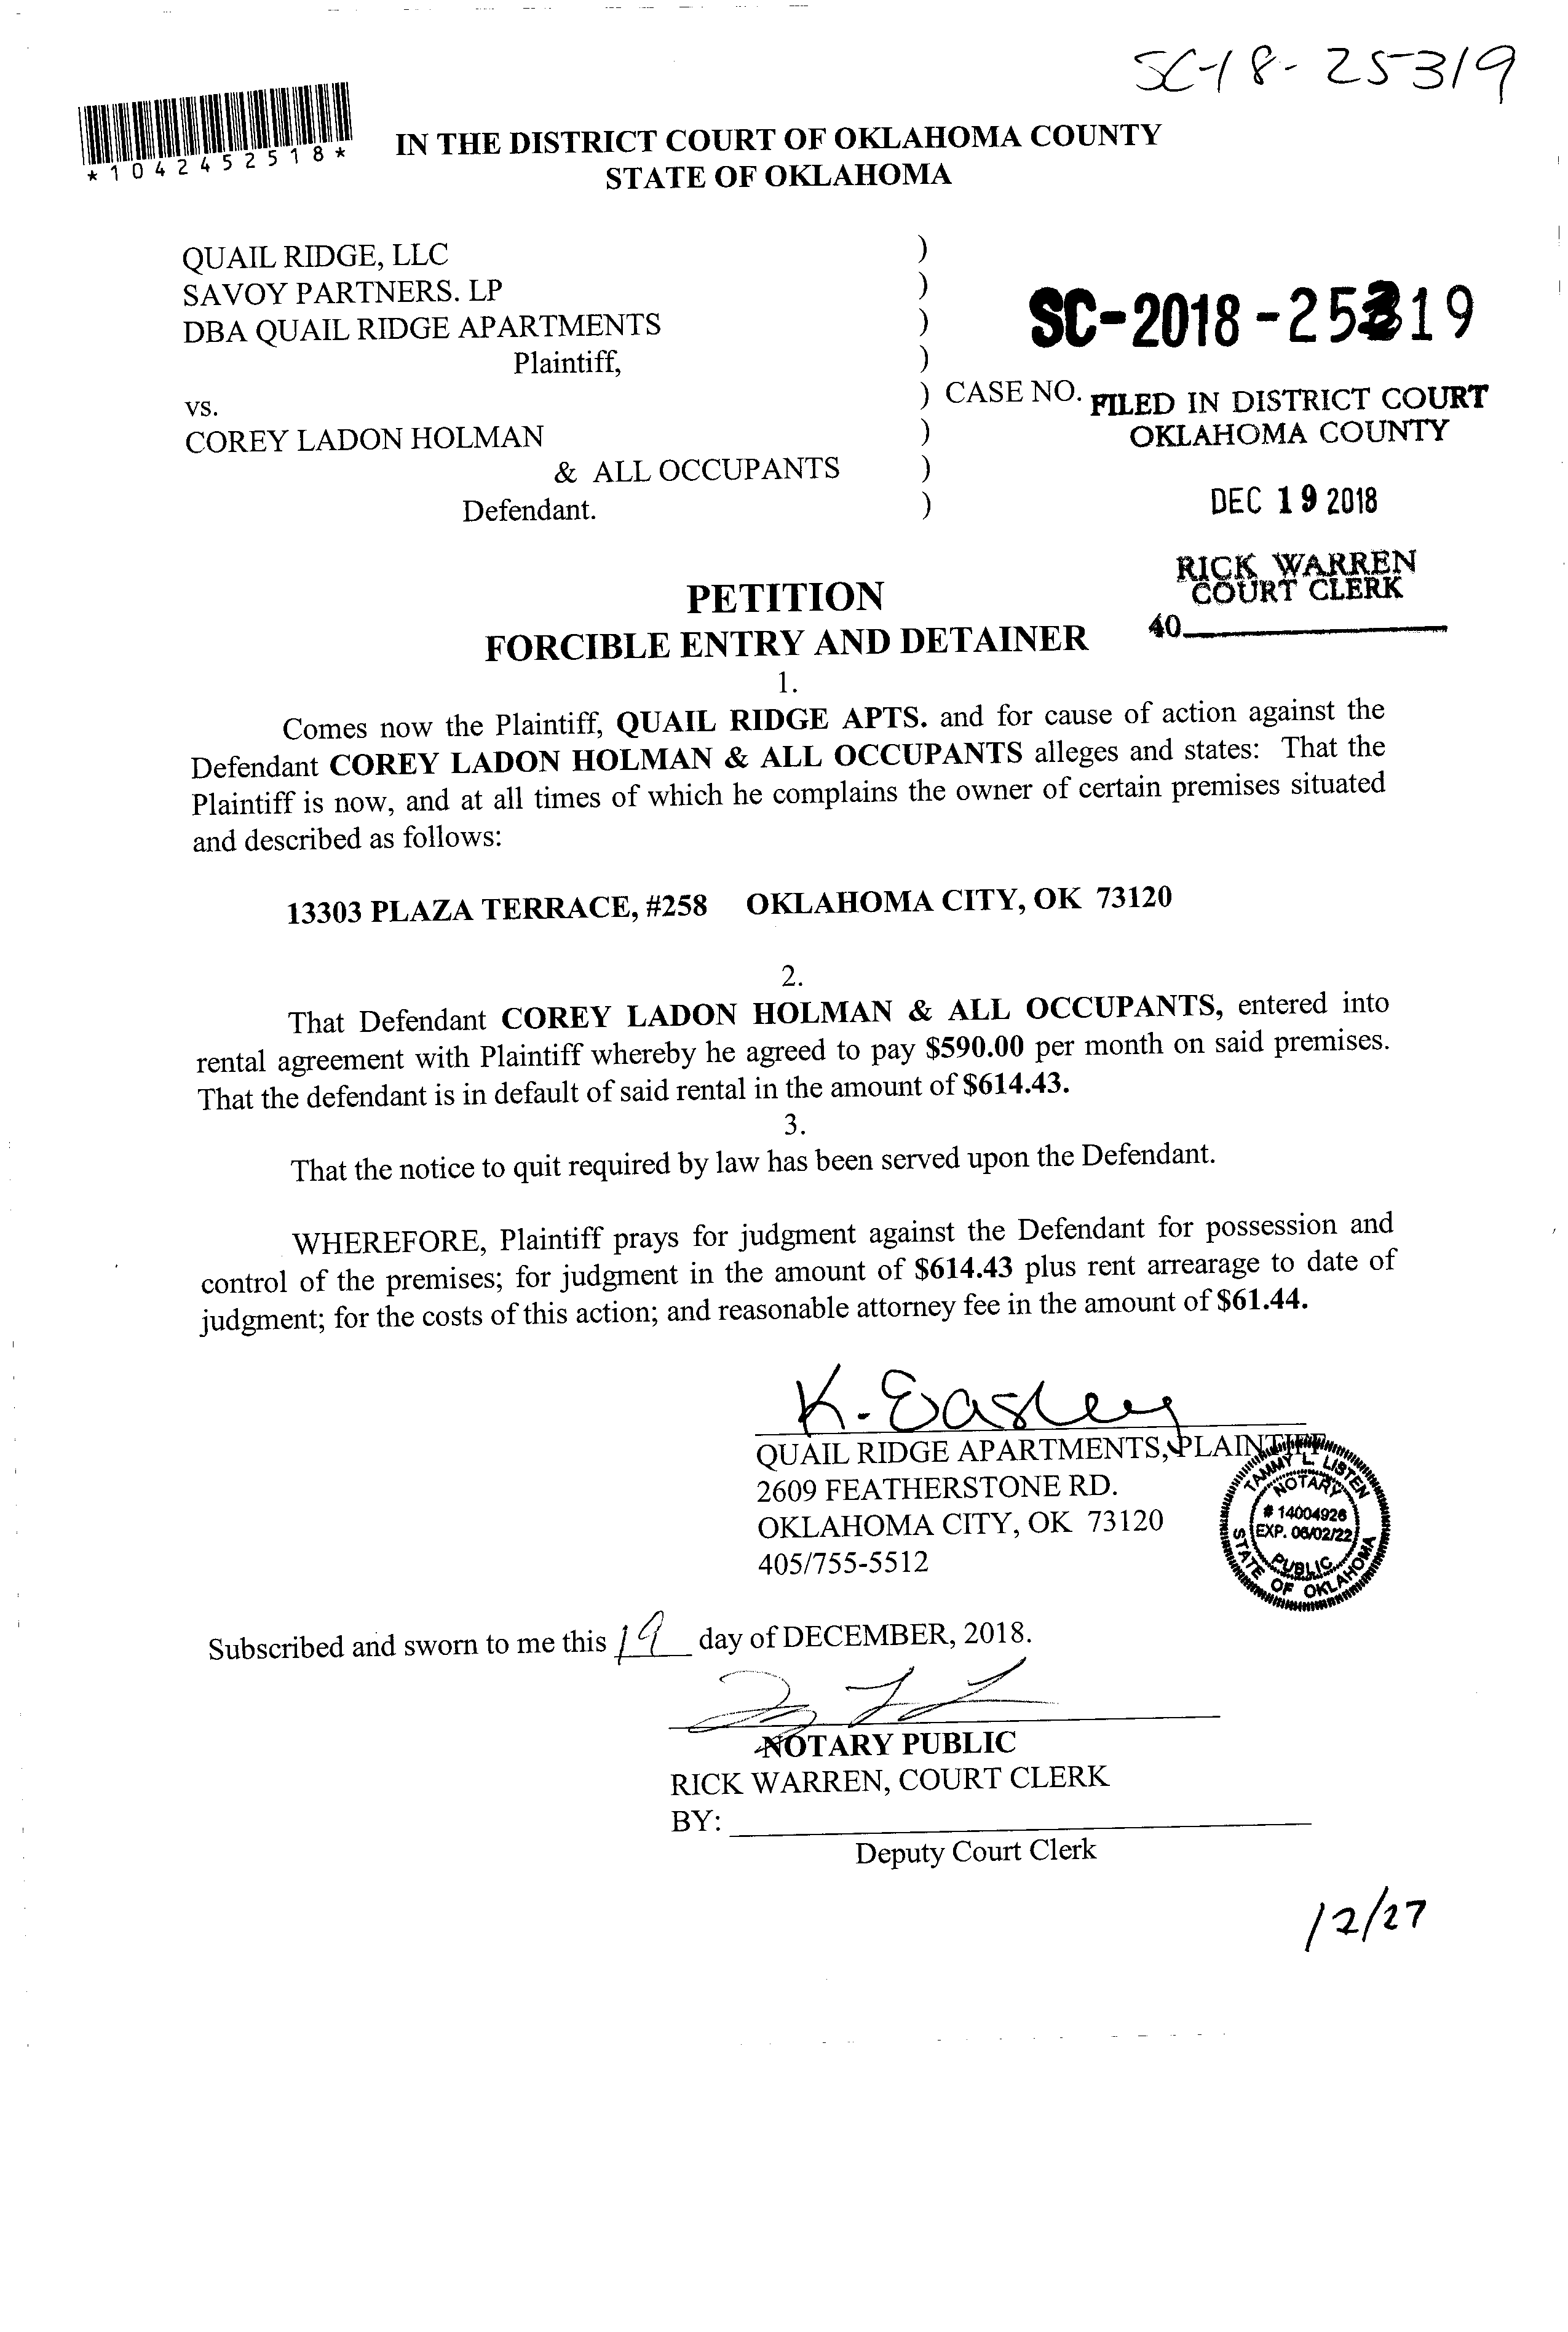 SC-18-25319
*1042452518*
IN THE DISTRICT COURT OF OKLAHOMA COUNTY
STATE OF OKLAHOMA
QUAIL RIDGE, LLC )
SAVOY PARTNERS. LP )
DBA QUAIL RIDGE APARTMENTS )
Plaintiff, )
SC-2018-25319
vs. ) CASE NO.
FILED IN DISTRICT COURT
OKLAHOMA COUNTY
COREY LADON HOLMAN )
& ALL OCCUPANTS )
Defendant. )
DEC 19 2018
RICK WARREN
COURT CLERK
40
PETITION
FORCIBLE ENTRY AND DETAINER
1.
Comes now the Plaintiff, QUAIL RIDGE APTS. and for cause of action against the
Defendant COREY LADON HOLMAN & ALL OCCUPANTS alleges and states: That the
Plaintiff is now, and at all times of which he complains the owner of certain premises situated
and described as follows:
13303 PLAZA TERRACE, #258 OKLAHOMA CITY, OK 73120
2.
That Defendant COREY LADON HOLMAN & ALL OCCUPANTS, entered into
rental agreement with Plaintiff whereby he agreed to pay $590.00 per month on said premises.
That the defendant is in default of said rental in the amount of $614.43.
3.
That the notice to quit required by law has been served upon the Defendant.
WHEREFORE, Plaintiff prays for judgment against the Defendant for possession and
control of the premises; for judgment in the amount of $614.43 plus rent arrearage to date of
judgment; for the costs of this action; and reasonable attorney fee in the amount of $61.44.
K. Easley
QUAIL RIDGE APARTMENTS, PLAINTIFF
2609 FEATHERSTONE RD.
OKLAHOMA CITY, OK 73120
405/755-5512
TAMMY L. LISTEN
NOTARY
# 14004926
EXP. 06/02/22
PUBLIC
STATE OF OKLAHOMA
Subscribed and sworn to me this 19 day of DECEMBER, 2018.
NOTARY PUBLIC
RICK WARREN, COURT CLERK
BY:
Deputy Court Clerk
12/27